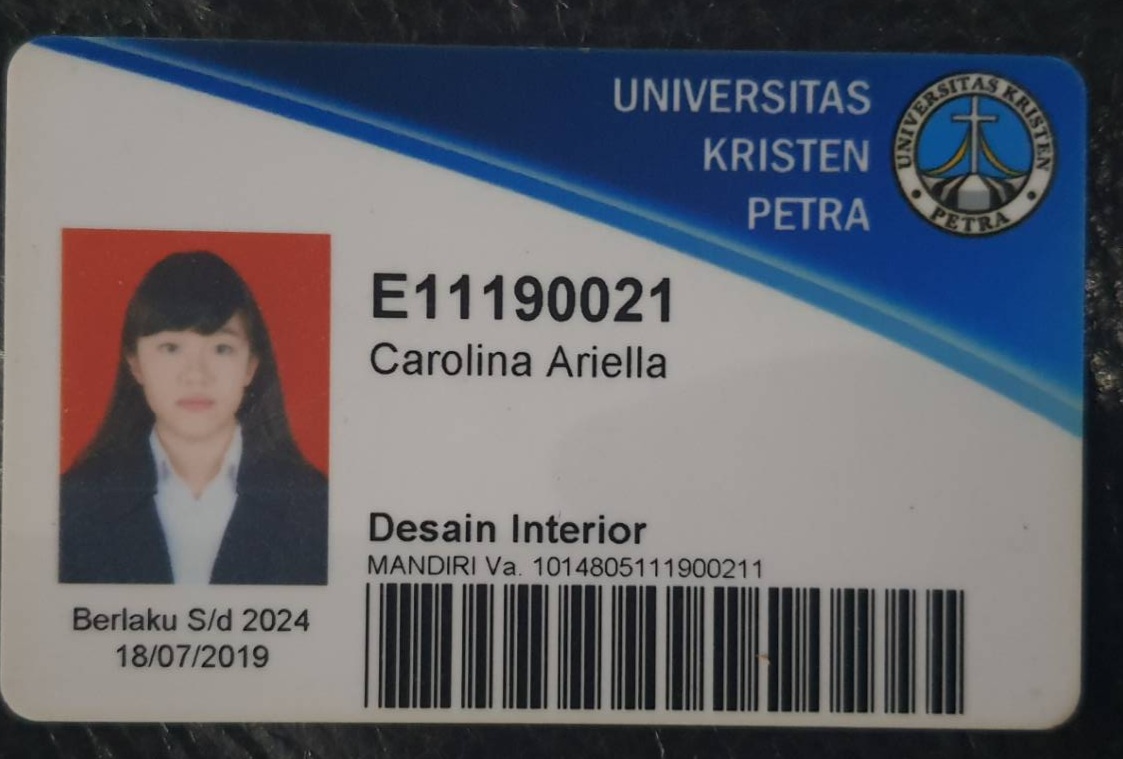 UNIVERSITAS
KRISTEN
PETRA
UNIVERSITAS KRISTEN
PETRA
E11190021
Carolina Ariella
Desain Interior
MANDIRI Va. 1014805111900211
Berlaku S/d 2024
18/07/2019